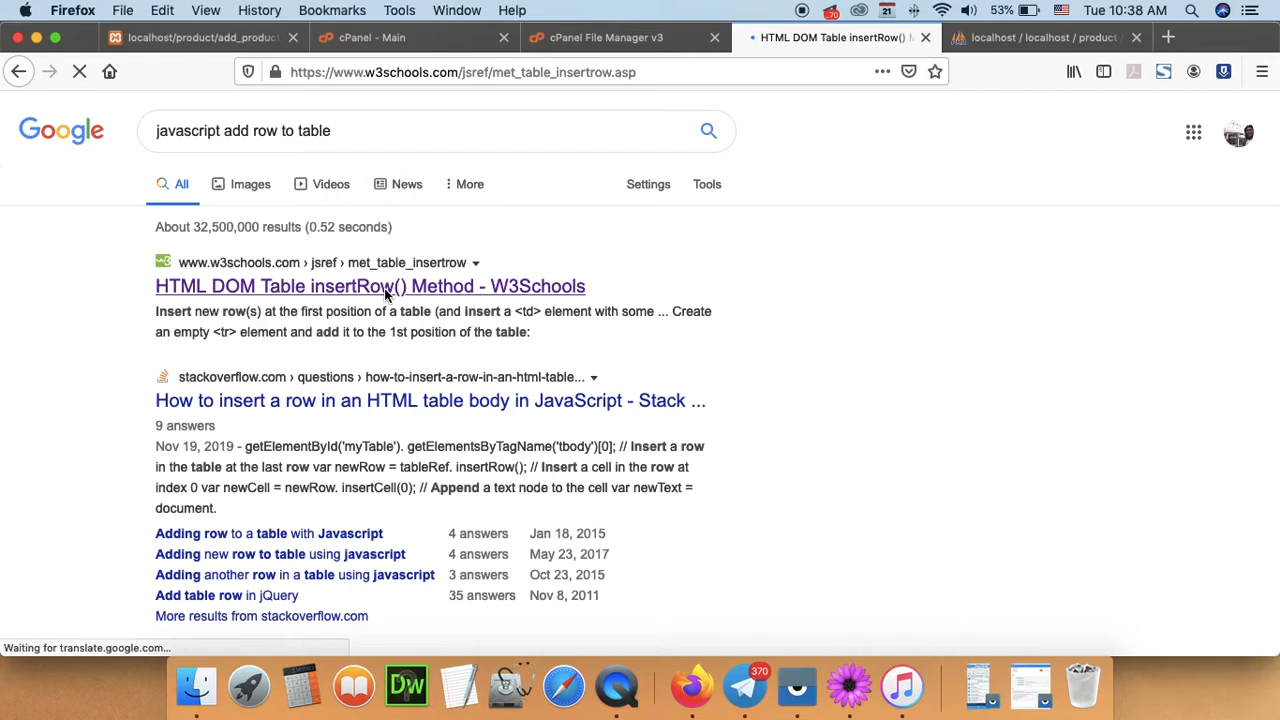 Firefox File Edit View History Bookmarks Tools Window Help 70 21 53% Tue 10:38 AM
localhost/product/add_product cPanel - Main cPanel File Manager v3 HTML DOM Table insertRow() M localhost / localhost / product
https://www.w3schools.com/jsref/met_table_insertrow.asp
Google javascript add row to table
All Images Videos News More Settings Tools
About 32,500,000 results (0.52 seconds)
www.w3schools.com › jsref › met_table_insertrow
HTML DOM Table insertRow() Method - W3Schools
Insert new row(s) at the first position of a table (and insert a <td> element with some ... Create
an empty <tr> element and add it to the 1st position of the table:
stackoverflow.com › questions › how-to-insert-a-row-in-an-html-table...
How to insert a row in an HTML table body in JavaScript - Stack ...
9 answers
Nov 19, 2019 - getElementById('myTable'). getElementsByTagName('tbody')[0]; // Insert a row
in the table at the last row var newRow = tableRef. insertRow(); // Insert a cell in the row at
index 0 var newCell = newRow. insertCell(0); // Append a text node to the cell var newText =
document.
Adding row to a table with Javascript 4 answers Jan 18, 2015
Adding new row to table using javascript 4 answers May 23, 2017
Adding another row in a table using javascript 3 answers Oct 23, 2015
Add table row in jQuery 35 answers Nov 8, 2011
More results from stackoverflow.com
Waiting for translate.google.com...
Dw 370